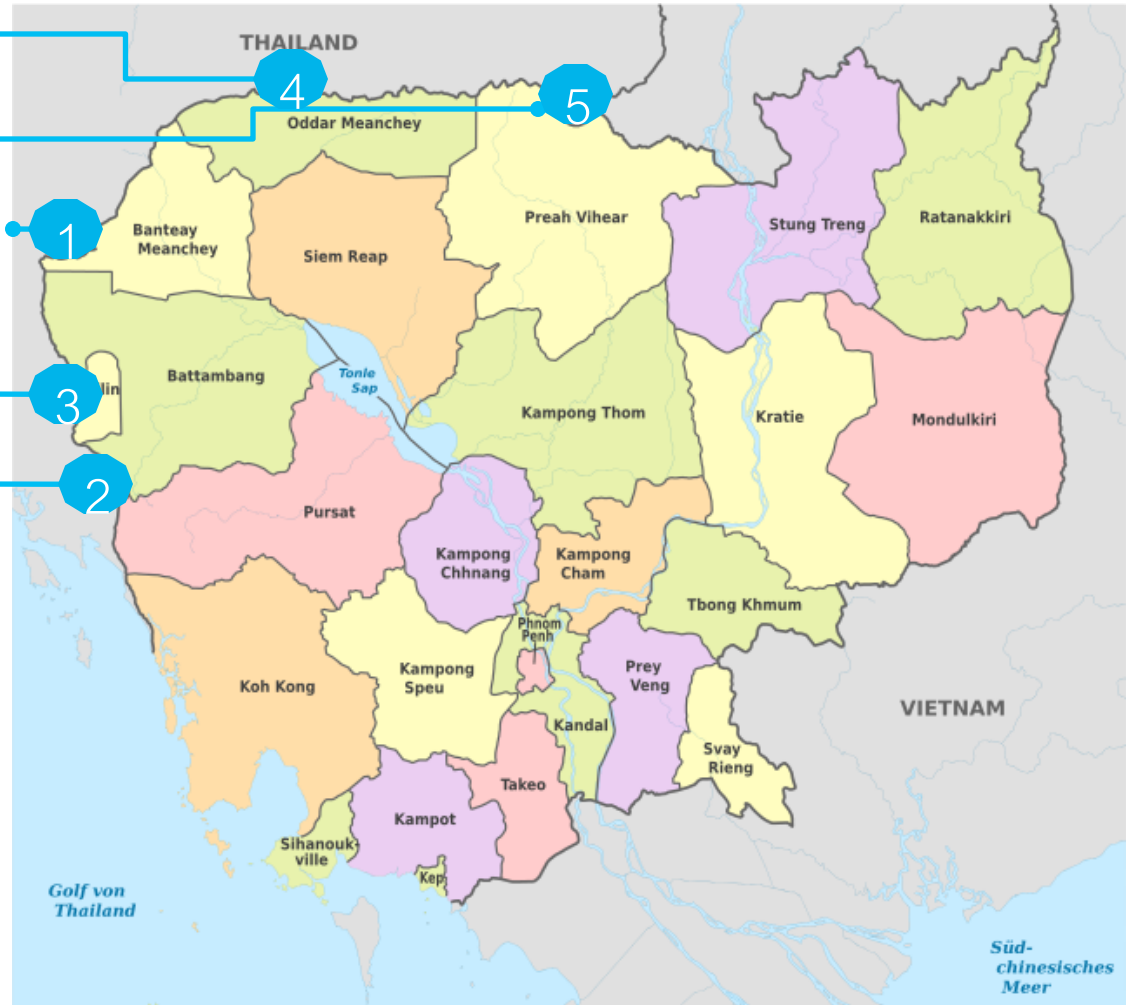 THAILAND
4
5
Oddar Meanchey
1
Banteay
Meanchey
Siem Reap
Preah Vihear
Stung Treng
Ratanakkiri
3
lin
Battambang
Tonle
Sap
Kampong Thom
Kratie
Mondulkiri
2
Pursat
Kampong
Chhnang
Kampong
Cham
Tbong Khmum
Phnom
Penh
Koh Kong
Kampong
Speu
Prey
Veng
Kandal
VIETNAM
Svay
Rieng
Takeo
Kampot
Sihanouk-
ville
Kep
Golf von
Thailand
Süd-
chinesisches
Meer